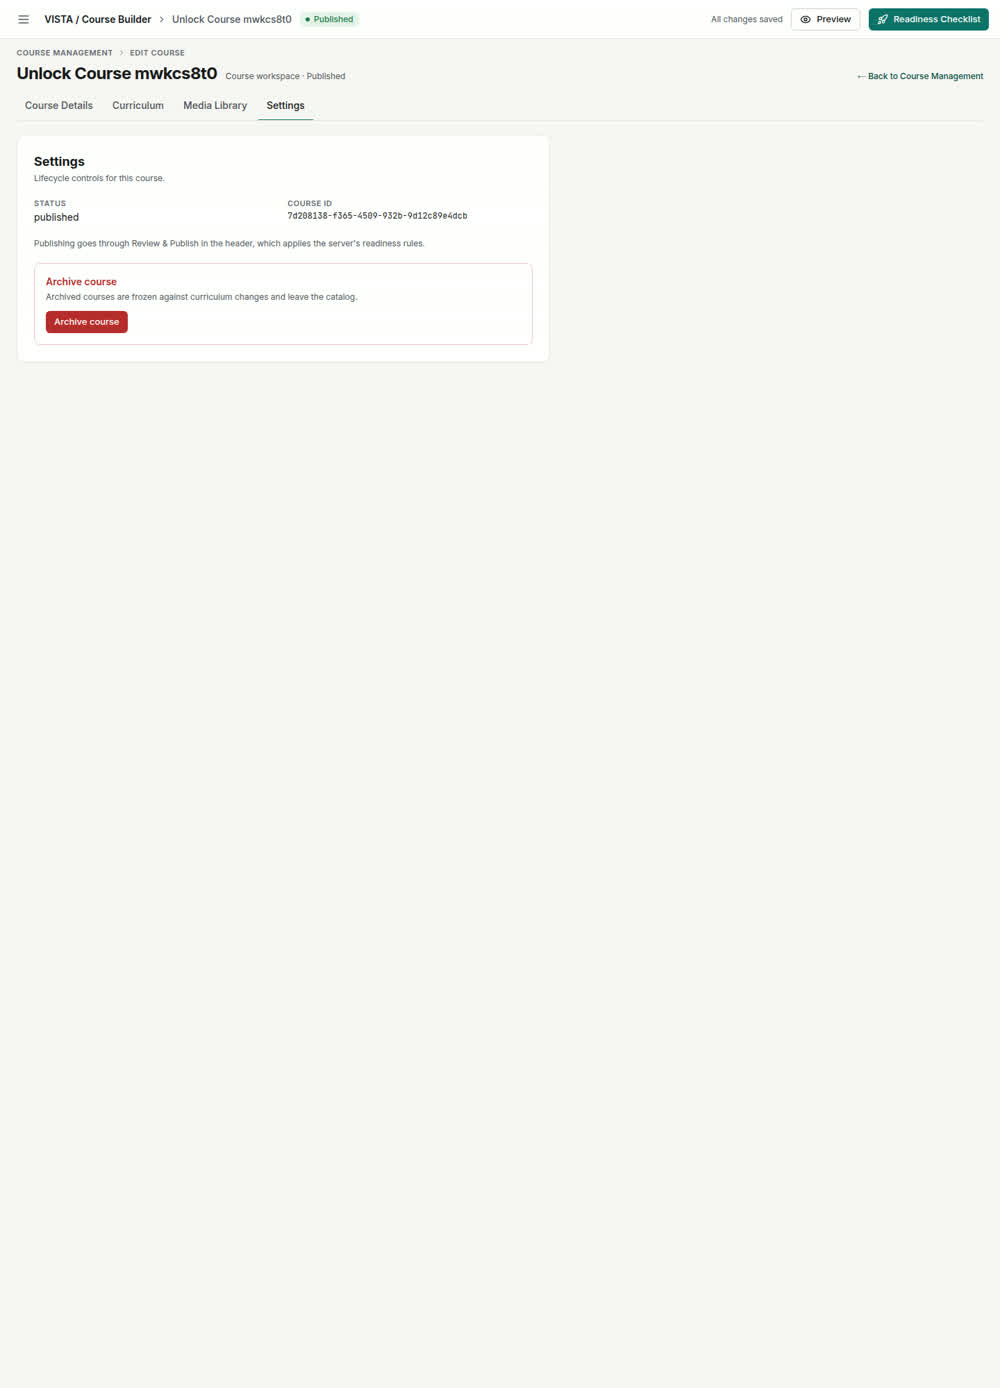 VISTA / Course Builder > Unlock Course mwkcs8t0 • Published All changes saved Preview Readiness Checklist
COURSE MANAGEMENT > EDIT COURSE
Unlock Course mwkcs8t0 Course workspace · Published ← Back to Course Management
Course Details Curriculum Media Library Settings
Settings
Lifecycle controls for this course.
STATUS COURSE ID
published 7d208138-f365-4509-932b-9d12c89e4dcb
Publishing goes through Review & Publish in the header, which applies the server's readiness rules.
Archive course
Archived courses are frozen against curriculum changes and leave the catalog.
Archive course